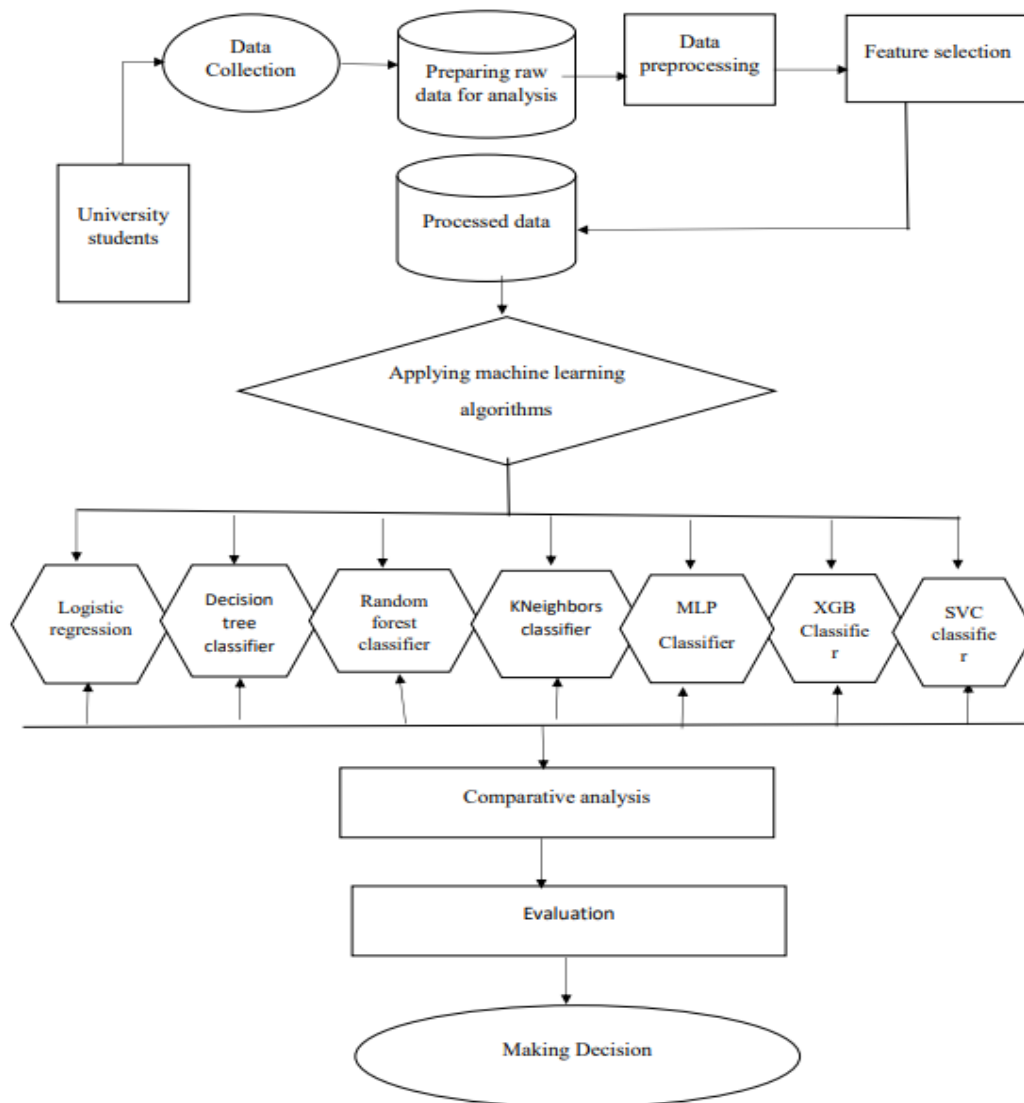 Data
Collection
Preparing raw
data for analysis
Data
preprocessing
Feature selection
University
students
Processed data
Applying machine learning
algorithms
Logistic
regression
Decision
tree
classifier
Random
forest
classifier
KNeighbors
classifier
MLP
Classifier
XGB
Classifie
r
SVC
classifie
r
Comparative analysis
Evaluation
Making Decision